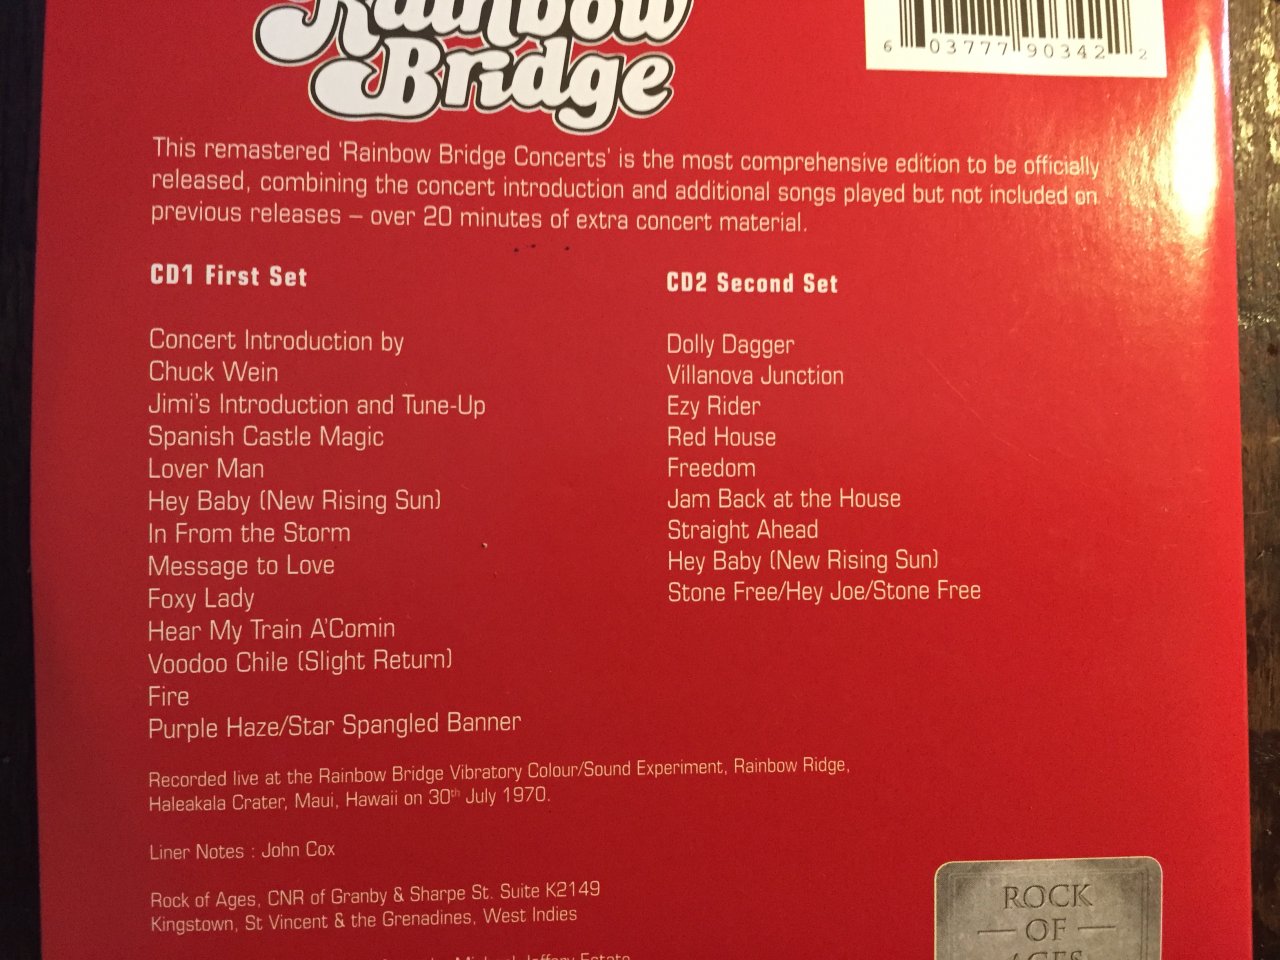 Rainbow
Bridge
6 03777 90342 2
This remastered 'Rainbow Bridge Concerts' is the most comprehensive edition to be officially
released, combining the concert introduction and additional songs played but not included on
previous releases – over 20 minutes of extra concert material.
CD1 First Set
Concert Introduction by
Chuck Wein
Jimi's Introduction and Tune-Up
Spanish Castle Magic
Lover Man
Hey Baby (New Rising Sun)
In From the Storm
Message to Love
Foxy Lady
Hear My Train A'Comin
Voodoo Chile (Slight Return)
Fire
Purple Haze/Star Spangled Banner
CD2 Second Set
Dolly Dagger
Villanova Junction
Ezy Rider
Red House
Freedom
Jam Back at the House
Straight Ahead
Hey Baby (New Rising Sun)
Stone Free/Hey Joe/Stone Free
Recorded live at the Rainbow Bridge Vibratory Colour/Sound Experiment, Rainbow Ridge,
Haleakala Crater, Maui, Hawaii on 30th July 1970.
Liner Notes : John Cox
Rock of Ages, CNR of Granby & Sharpe St. Suite K2149
Kingstown, St Vincent & the Grenadines, West Indies
Michael Jeffery Estate
ROCK
OF
AGES